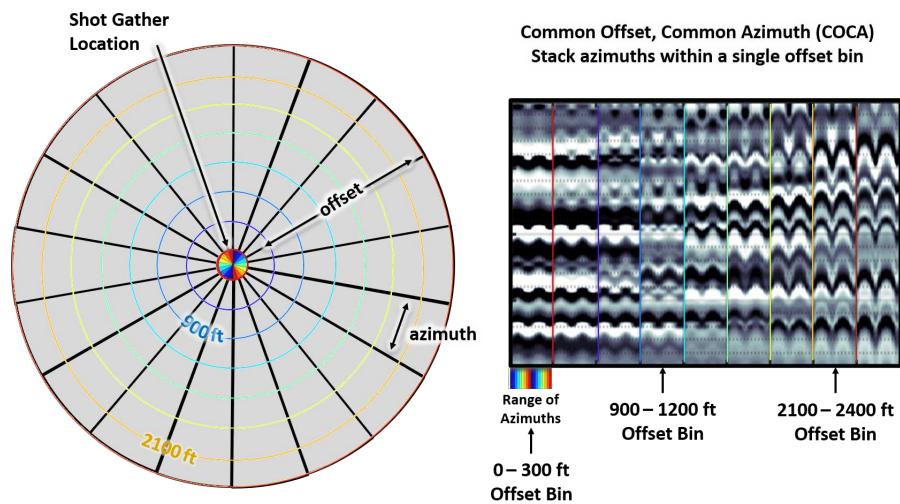 Shot Gather
Location
offset
azimuth
900 ft
2100 ft
Common Offset, Common Azimuth (COCA)
Stack azimuths within a single offset bin
Range of
Azimuths
0 – 300 ft
Offset Bin
900 – 1200 ft
Offset Bin
2100 – 2400 ft
Offset Bin